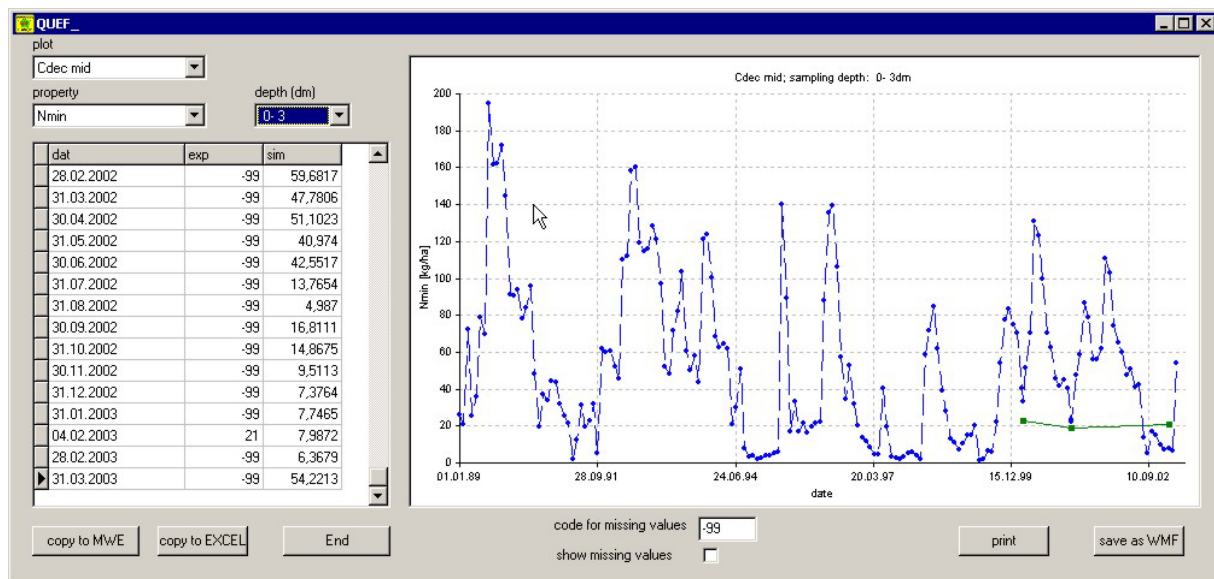 QUEF_
plot
Cdec mid
property depth (dm)
Nmin 0- 3
dat exp sim
28.02.2002 -99 59,6817
31.03.2002 -99 47,7806
30.04.2002 -99 51,1023
31.05.2002 -99 40,974
30.06.2002 -99 42,5517
31.07.2002 -99 13,7654
31.08.2002 -99 4,987
30.09.2002 -99 16,8111
31.10.2002 -99 14,8675
30.11.2002 -99 9,5113
31.12.2002 -99 7,3764
31.01.2003 -99 7,7465
04.02.2003 21 7,9872
28.02.2003 -99 6,3679
31.03.2003 -99 54,2213
copy to MWE copy to EXCEL End
Cdec mid; sampling depth: 0- 3dm
Nmin [kg/ha]
200
180
160
140
120
100
80
60
40
20
0
01.01.89 28.09.91 24.06.94 20.03.97 15.12.99 10.09.02
date
code for missing values -99
show missing values
print save as WMF